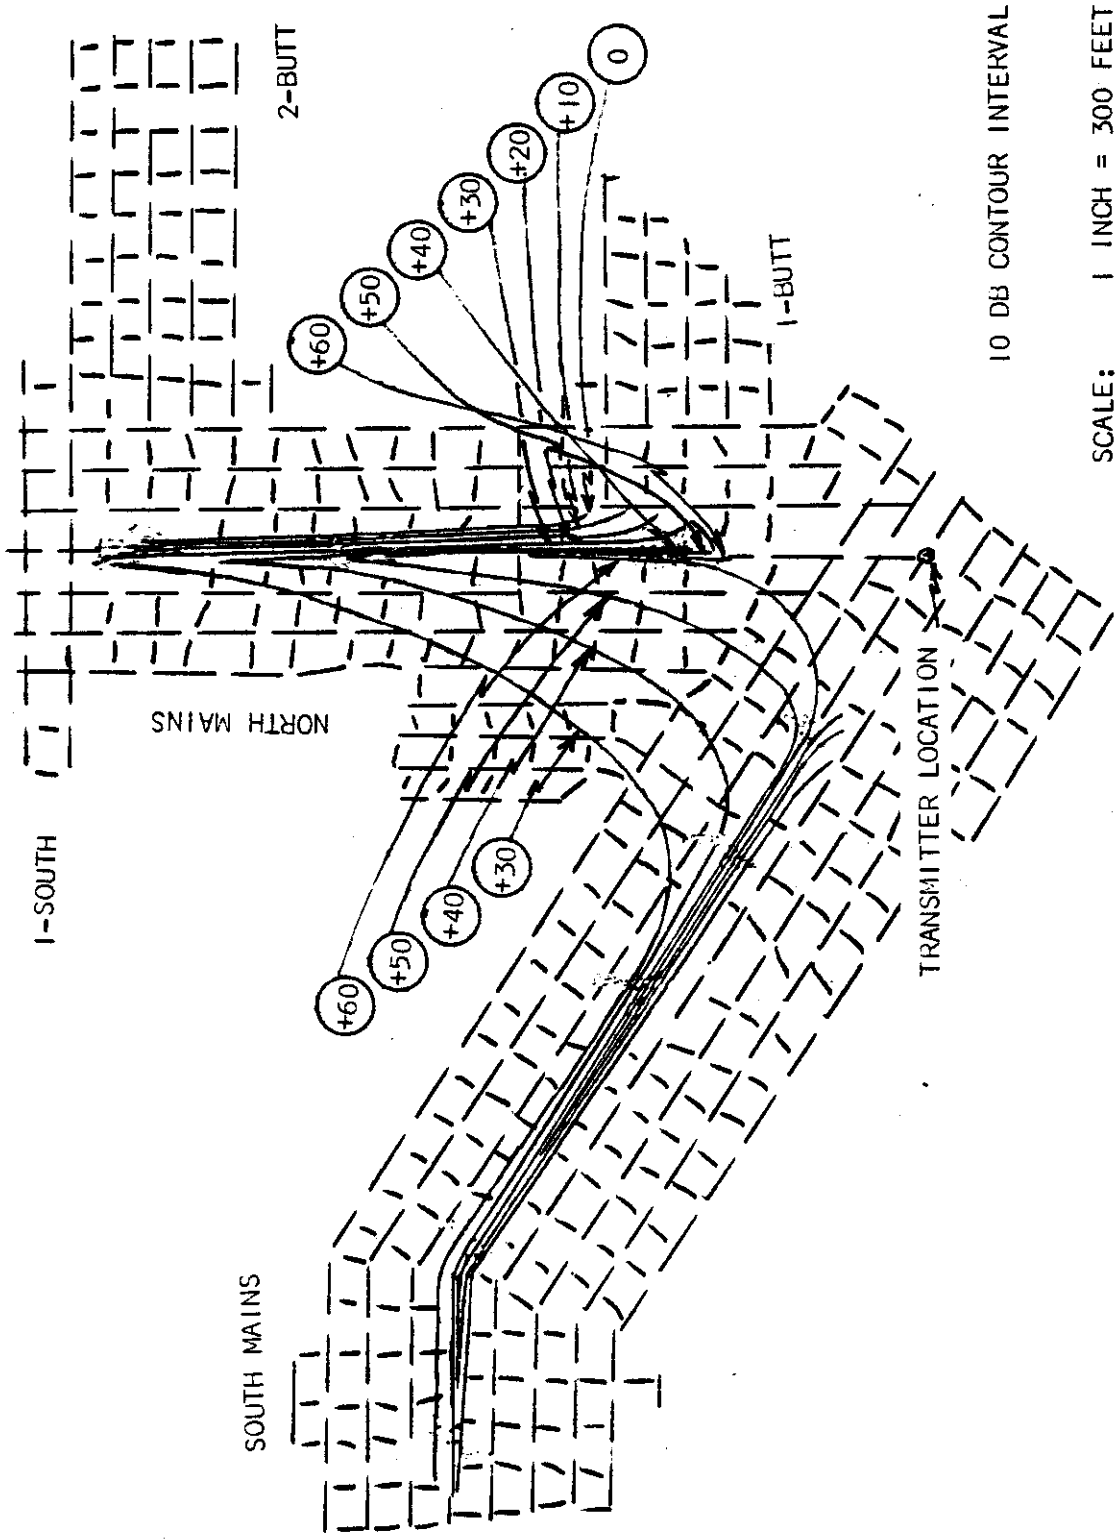 SOUTH MAINS
1-SOUTH
NORTH MAINS
2-BUTT
+60
+50
+40
+30
+60
+50
+40
+30
+20
+10
0
1-BUTT
TRANSMITTER LOCATION
10 DB CONTOUR INTERVAL
SCALE: 1 INCH = 300 FEET